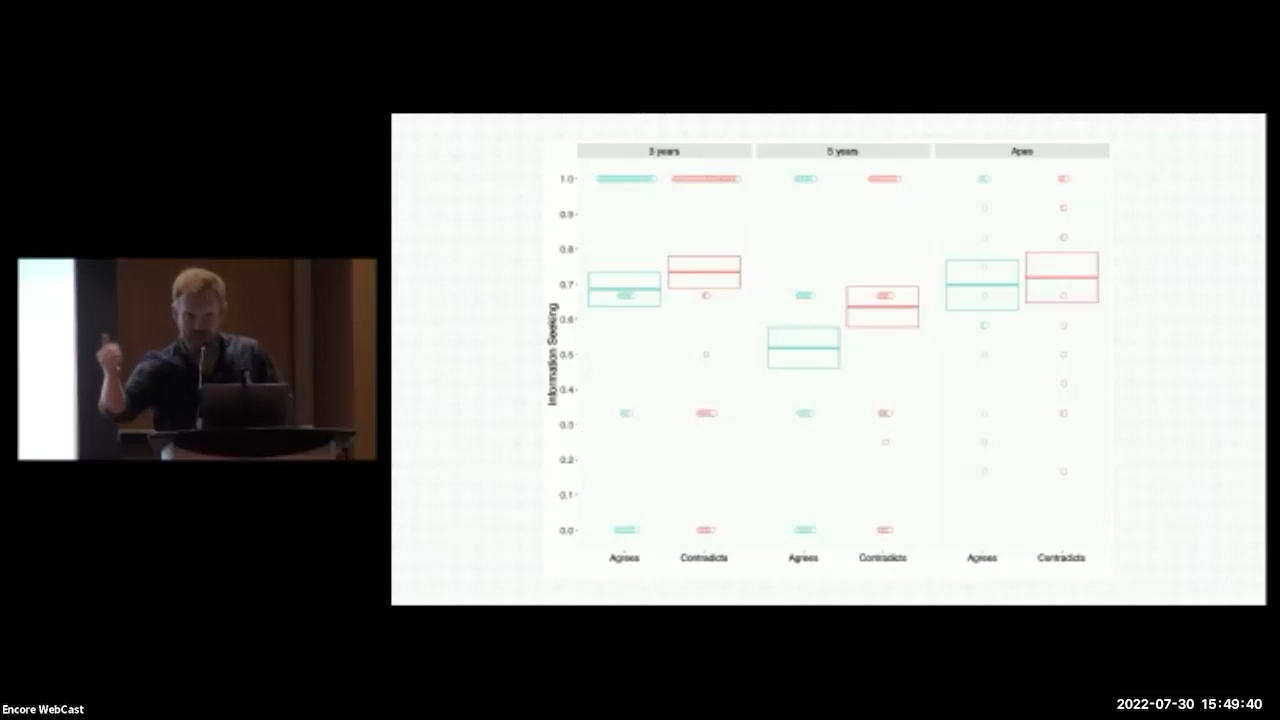 3 years
5 years
Apes
Information Seeking
1.0
0.9
0.8
0.7
0.6
0.5
0.4
0.3
0.2
0.1
0.0
Agrees
Contradicts
Agrees
Contradicts
Agrees
Contradicts
Encore WebCast
2022-07-30 15:49:40